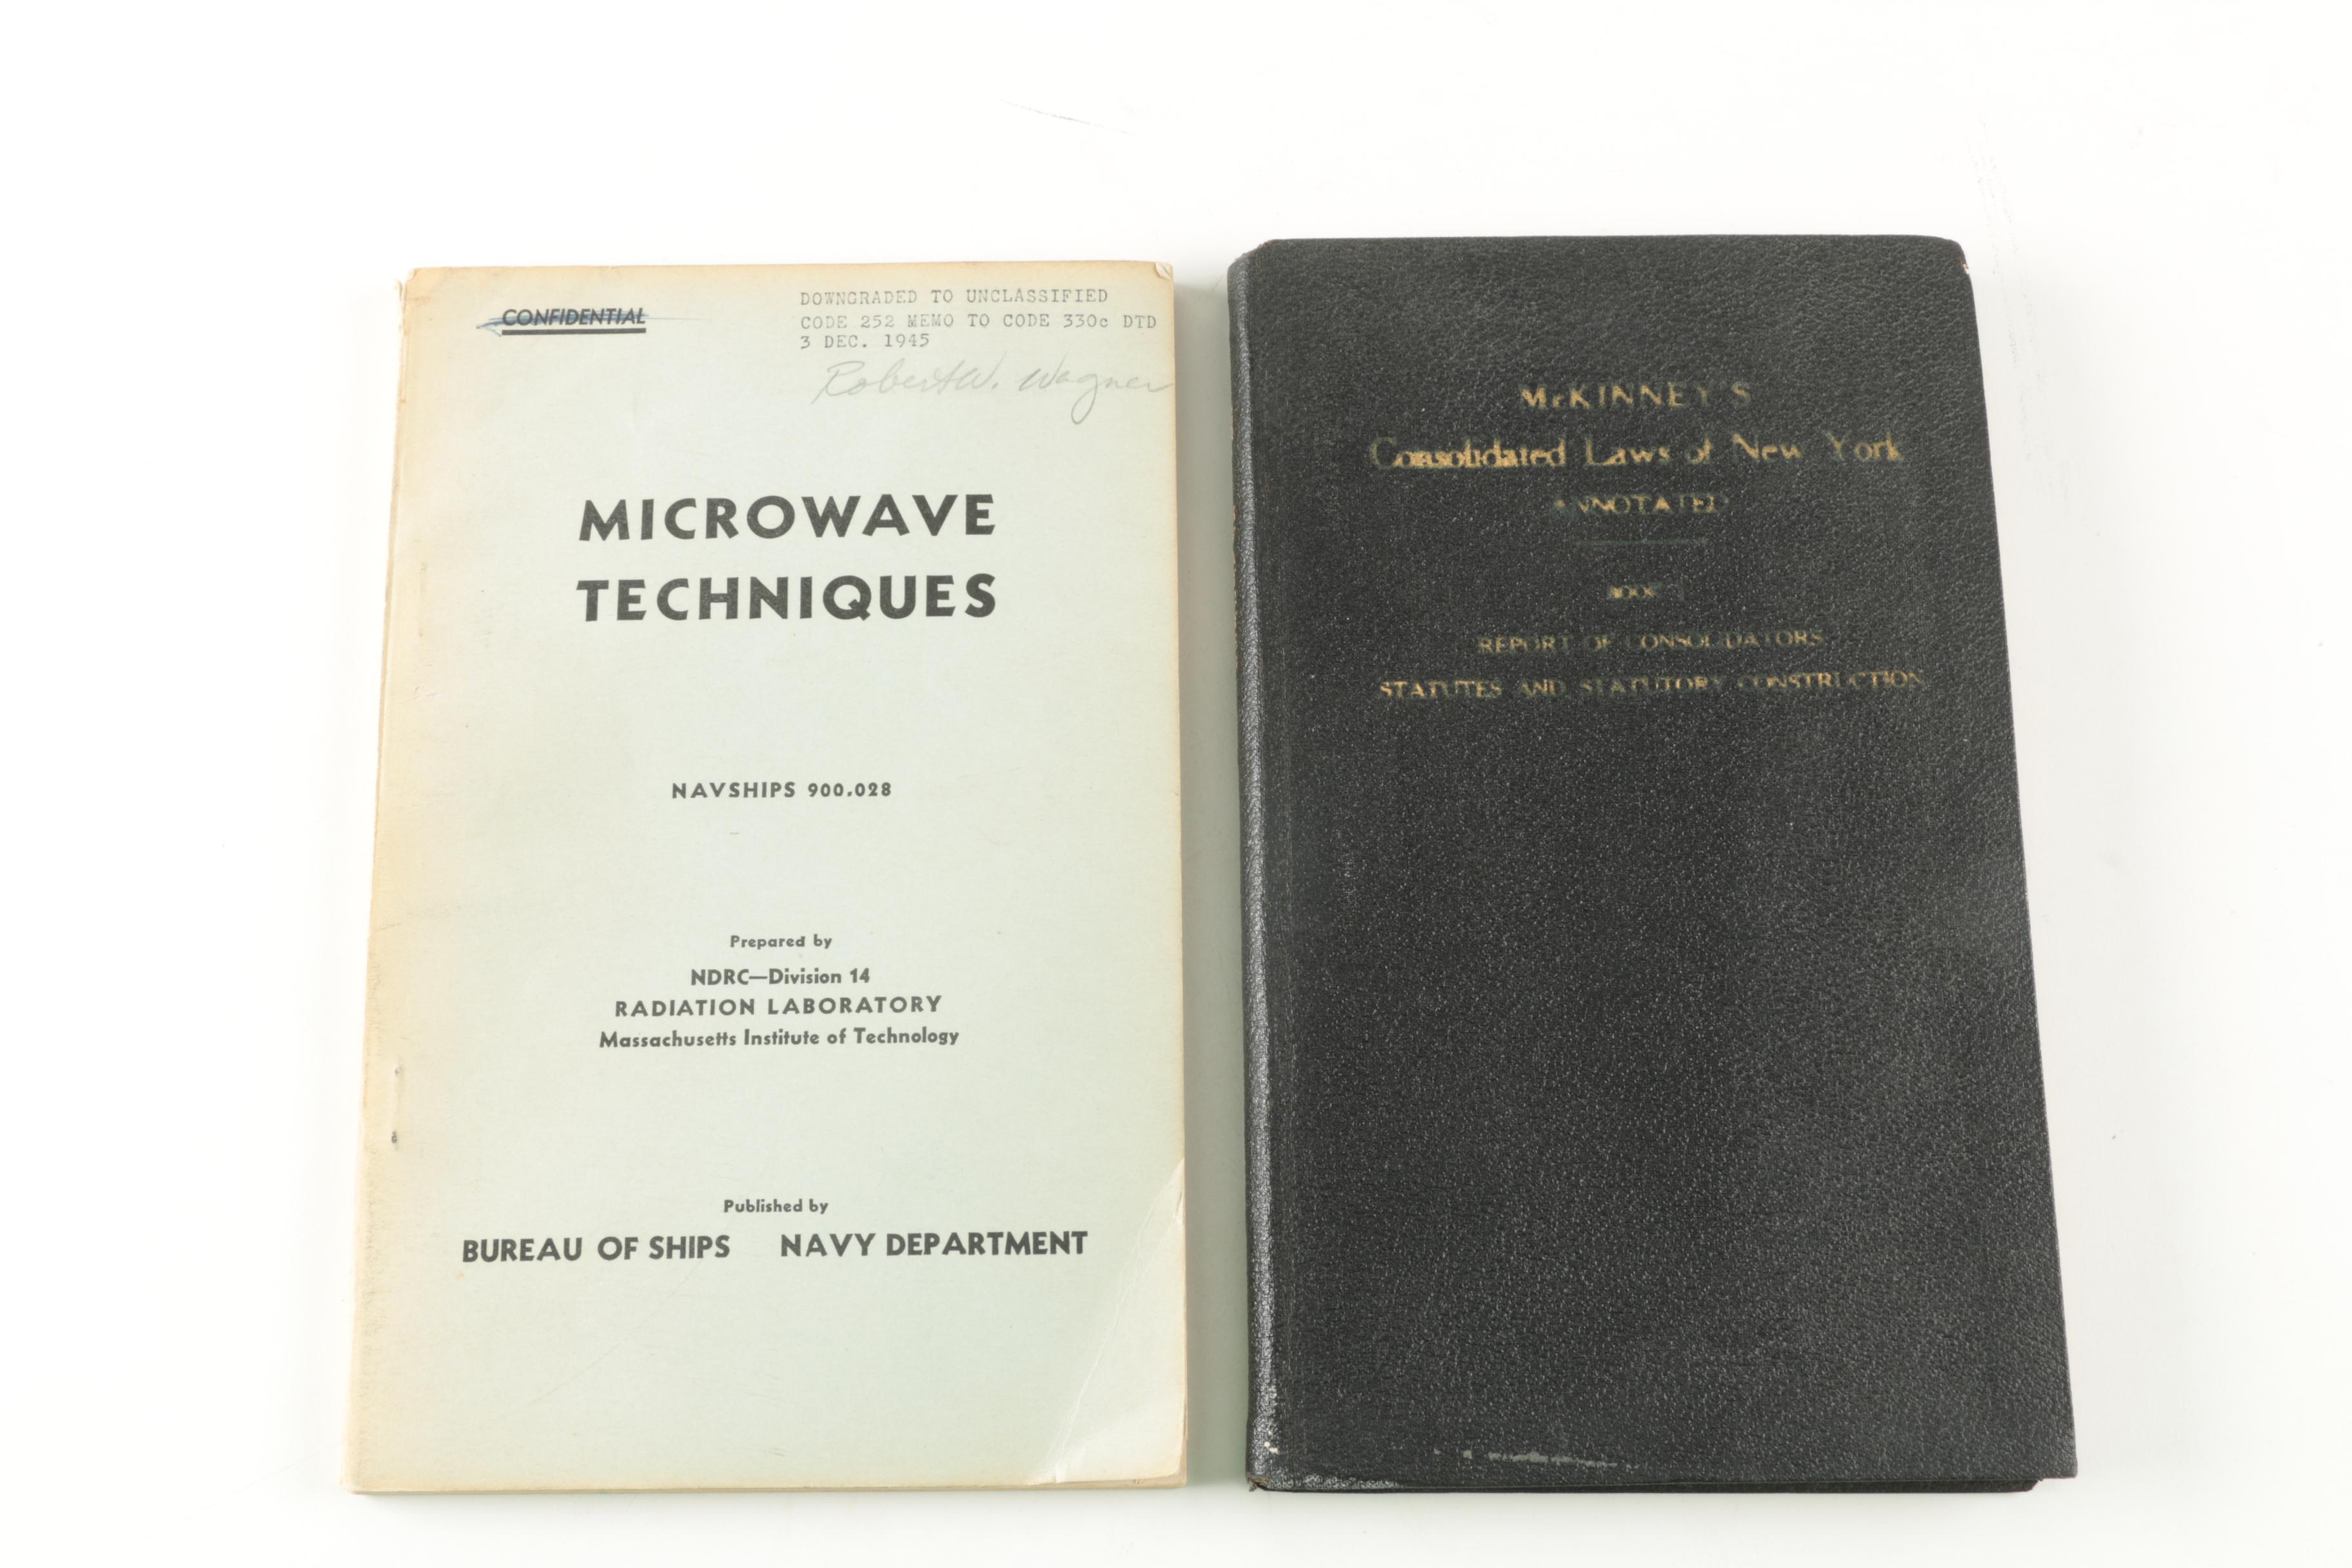 CONFIDENTIAL
DOWNGRADED TO UNCLASSIFIED
CODE 252 MEMO TO CODE 330c DTD
3 DEC. 1945
Robert W. Wagner
MICROWAVE
TECHNIQUES
NAVSHIPS 900.028
Prepared by
NDRC—Division 14
RADIATION LABORATORY
Massachusetts Institute of Technology
Published by
BUREAU OF SHIPS NAVY DEPARTMENT
McKINNEY'S
Consolidated Laws of New York
ANNOTATED
BOOK
REPORT OF CONSOLIDATORS
STATUTES AND STATUTORY CONSTRUCTION